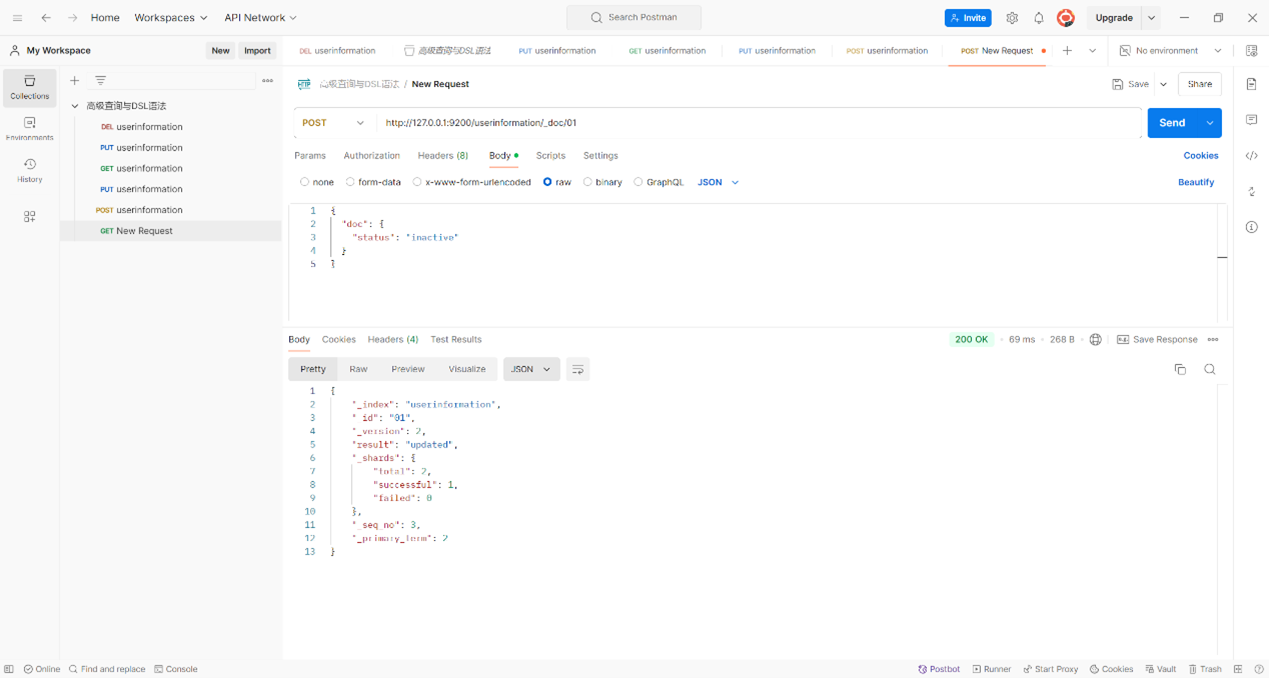 Home Workspaces API Network Search Postman Invite Upgrade
My Workspace New Import DEL userinformation 高级查询与DSL语法 PUT userinformation GET userinformation PUT userinformation POST userinformation POST New Request No environment
Collections
Environments
History
高级查询与DSL语法
DEL userinformation
PUT userinformation
GET userinformation
PUT userinformation
POST userinformation
GET New Request
HTTP 高级查询与DSL语法 / New Request Save Share
POST http://127.0.0.1:9200/userinformation/_doc/01 Send
Params Authorization Headers (8) Body Scripts Settings Cookies
none form-data x-www-form-urlencoded raw binary GraphQL JSON Beautify
1 {
2 "doc": {
3 "status": "inactive"
4 }
5 }
Body Cookies Headers (4) Test Results 200 OK 69 ms 268 B e.g. Save Response
Pretty Raw Preview Visualize JSON
1 {
2 "_index": "userinformation",
3 "_id": "01",
4 "_version": 2,
5 "result": "updated",
6 "_shards": {
7 "total": 2,
8 "successful": 1,
9 "failed": 0
10 },
11 "_seq_no": 3,
12 "_primary_term": 2
13 }
Online Find and replace Console Postbot Runner Start Proxy Cookies Vault Trash